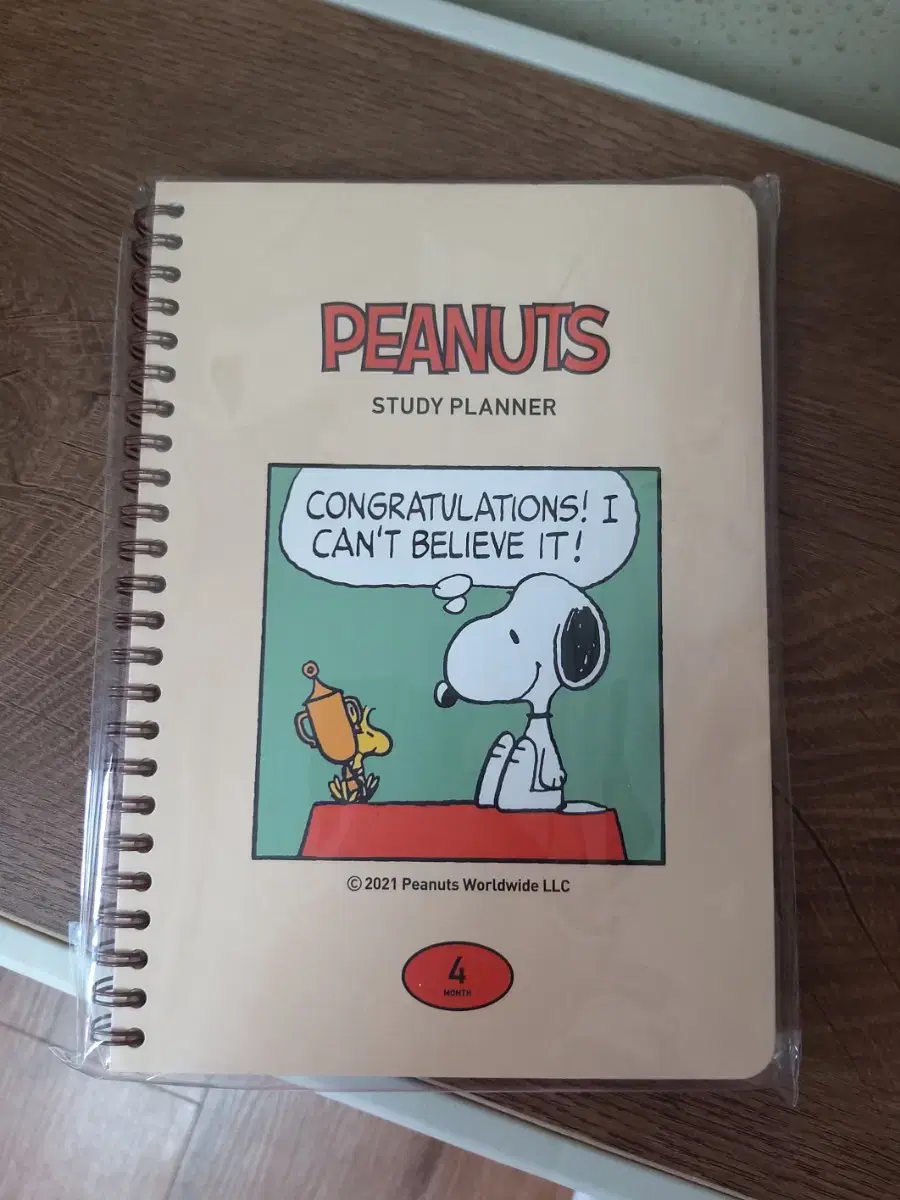 PEANUTS
STUDY PLANNER
CONGRATULATIONS! I
CAN'T BELIEVE IT!
© 2021 Peanuts Worldwide LLC
4
MONTH